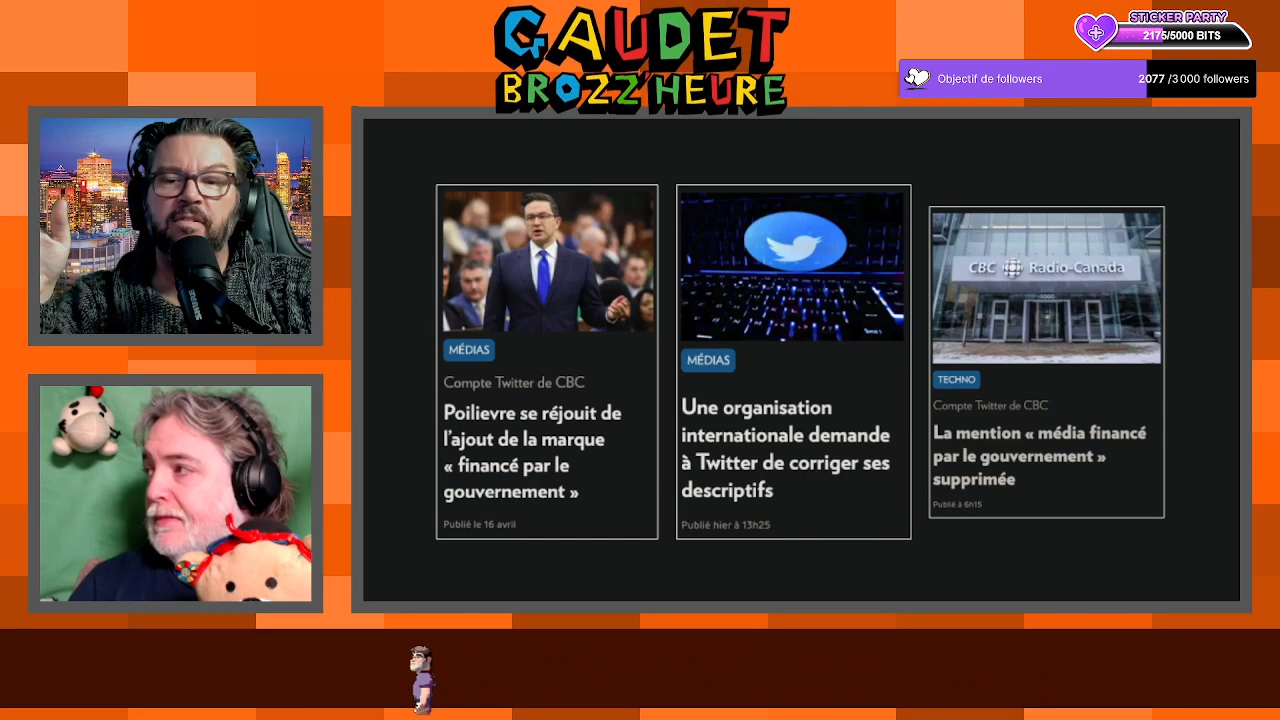 GAUDET
BROZZ'HEURE
STICKER PARTY
2175/5000 BITS
Objectif de followers
2077 /3 000 followers
MÉDIAS
Compte Twitter de CBC
Poilievre se réjouit de
l'ajout de la marque
« financé par le
gouvernement »
Publié le 16 avril
MÉDIAS
Une organisation
internationale demande
à Twitter de corriger ses
descriptifs
Publié hier à 13h25
CBC Radio-Canada
TECHNO
Compte Twitter de CBC
La mention « média financé
par le gouvernement »
supprimée
Publié à 6h15